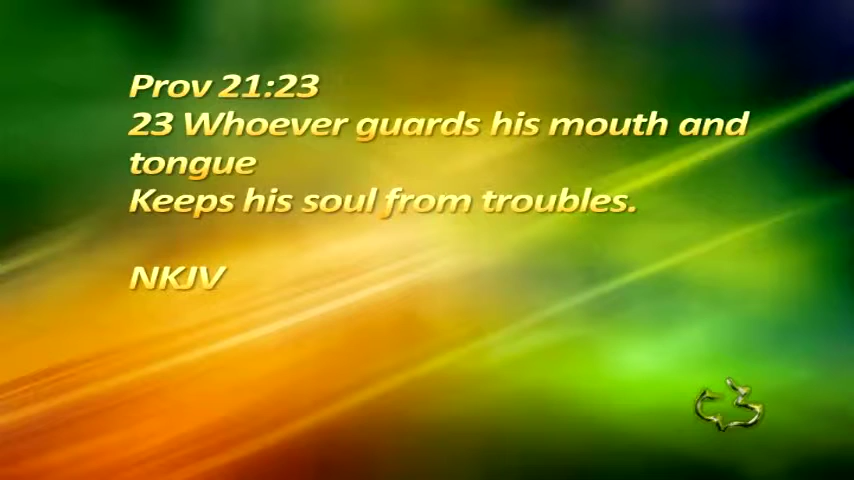 Prov 21:23
23 Whoever guards his mouth and
tongue
Keeps his soul from troubles.
NKJV